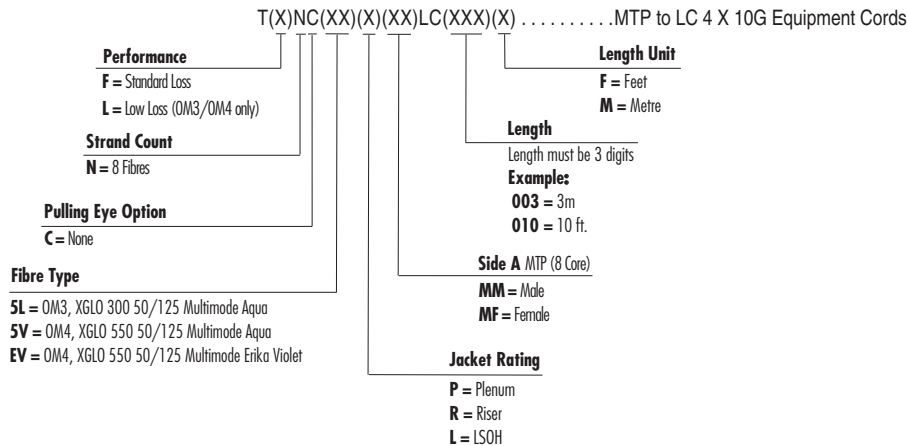 T(X)NC(XX)(X)(XX)LC(XXX)(X) . . . . . . . . . .MTP to LC 4 X 10G Equipment Cords
Performance
F = Standard Loss
L = Low Loss (OM3/OM4 only)
Strand Count
N = 8 Fibres
Pulling Eye Option
C = None
Fibre Type
5L = OM3, XGLO 300 50/125 Multimode Aqua
5V = OM4, XGLO 550 50/125 Multimode Aqua
EV = OM4, XGLO 550 50/125 Multimode Erika Violet
Length Unit
F = Feet
M = Metre
Length
Length must be 3 digits
Example:
003 = 3m
010 = 10 ft.
Side A MTP (8 Core)
MM = Male
MF = Female
Jacket Rating
P = Plenum
R = Riser
L = LSOH